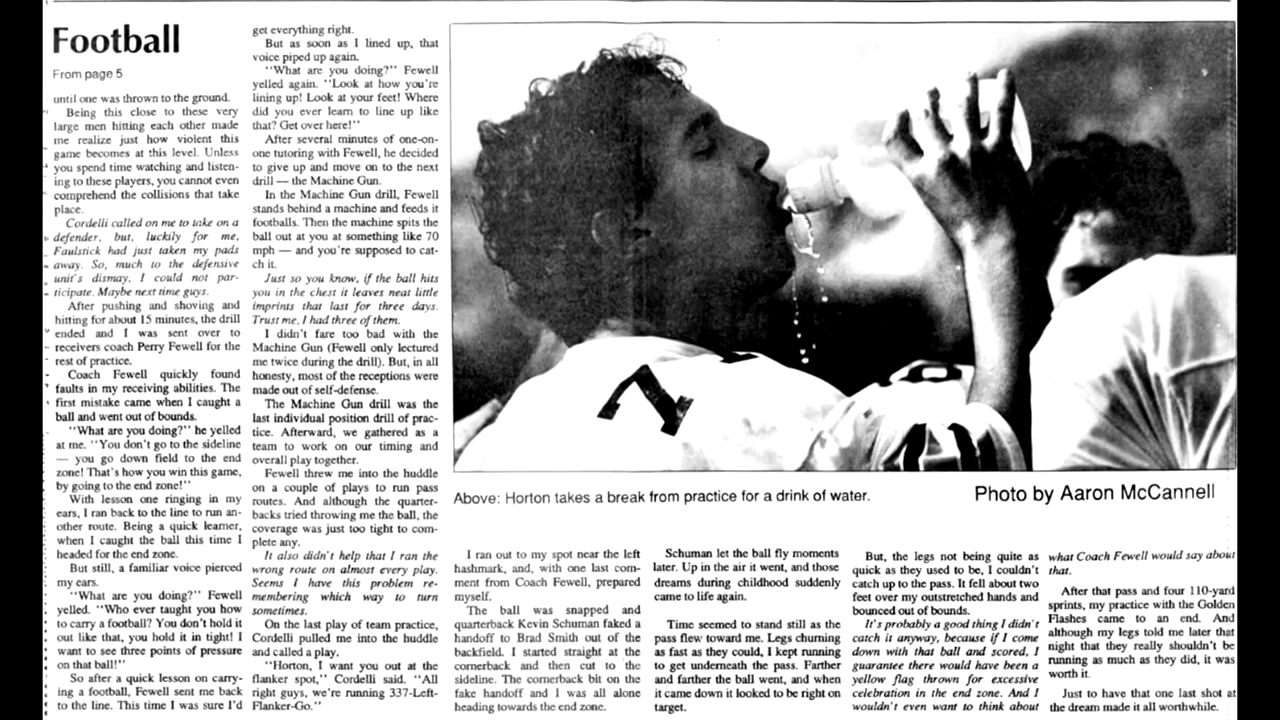 Football
From page 5
until one was thrown to the ground.
Being this close to these very
large men hitting each other made
me realize just how violent this
game becomes at this level. Unless
you spend time watching and listen-
ing to these players, you cannot even
comprehend the collisions that take
place.
Cordelli called on me to take on a
defender, but, luckily for me,
Faulstick had just taken my pads
away. So, much to the defensive
unit's dismay, I could not par-
ticipate. Maybe next time guys.
After pushing and shoving and
hitting for about 15 minutes, the drill
ended and I was sent over to
receivers coach Perry Fewell for the
rest of practice.
Coach Fewell quickly found
faults in my receiving abilities. The
first mistake came when I caught a
ball and went out of bounds.
"What are you doing?" he yelled
at me. "You don't go to the sideline
— you go down field to the end
zone! That's how you win this game,
by going to the end zone!"
With lesson one ringing in my
ears, I ran back to the line to run an-
other route. Being a quick learner,
when I caught the ball this time I
headed for the end zone.
But still, a familiar voice pierced
my ears.
"What are you doing?" Fewell
yelled. "Who ever taught you how
to carry a football? You don't hold it
out like that, you hold it in tight! I
want to see three points of pressure
on that ball!"
So after a quick lesson on carry-
ing a football, Fewell sent me back
to the line. This time I was sure I'd
get everything right.
But as soon as I lined up, that
voice piped up again.
"What are you doing?" Fewell
yelled again. "Look at how you're
lining up! Look at your feet! Where
did you ever learn to line up like
that? Get over here!"
After several minutes of one-on-
one tutoring with Fewell, he decided
to give up and move on to the next
drill — the Machine Gun.
In the Machine Gun drill, Fewell
stands behind a machine and feeds it
footballs. Then the machine spits the
ball out at you at something like 70
mph — and you're supposed to cat-
ch it.
Just so you know, if the ball hits
you in the chest it leaves neat little
imprints that last for three days.
Trust me, I had three of them.
I didn't fare too bad with the
Machine Gun (Fewell only lectured
me twice during the drill). But, in all
honesty, most of the receptions were
made out of self-defense.
The Machine Gun drill was the
last individual position drill of prac-
tice. Afterward, we gathered as a
team to work on our timing and
overall play together.
Fewell threw me into the huddle
on a couple of plays to run pass
routes. And although the quarter-
backs tried throwing me the ball, the
coverage was just too tight to com-
plete any.
It also didn't help that I ran the
wrong route on almost every play.
Seems I have this problem re-
membering which way to turn
sometimes.
On the last play of team practice,
Cordelli pulled me into the huddle
and called a play.
"Horton, I want you out at the
flanker spot," Cordelli said. "All
right guys, we're running 337-Left-
Flanker-Go."
Above: Horton takes a break from practice for a drink of water.
Photo by Aaron McCannell
I ran out to my spot near the left
hashmark, and, with one last com-
ment from Coach Fewell, prepared
myself.
The ball was snapped and
quarterback Kevin Schuman faked a
handoff to Brad Smith out of the
backfield. I started straight at the
cornerback and then cut to the
sideline. The cornerback bit on the
fake handoff and I was all alone
heading towards the end zone.
Schuman let the ball fly moments
later. Up in the air it went, and those
dreams during childhood suddenly
came to life again.
Time seemed to stand still as the
pass flew toward me. Legs churning
as fast as they could, I kept running
to get underneath the pass. Farther
and farther the ball went, and when
it came down it looked to be right on
target.
But, the legs not being quite as
quick as they used to be, I couldn't
catch up to the pass. It fell about two
feet over my outstretched hands and
bounced out of bounds.
It's probably a good thing I didn't
catch it anyway, because if I come
down with that ball and scored, I
guarantee there would have been a
yellow flag thrown for excessive
celebration in the end zone. And I
wouldn't even want to think about
what Coach Fewell would say about
that.
After that pass and four 110-yard
sprints, my practice with the Golden
Flashes came to an end. And
although my legs told me later that
night that they really shouldn't be
running as much as they did, it was
worth it.
Just to have that one last shot at
the dream made it all worthwhile.